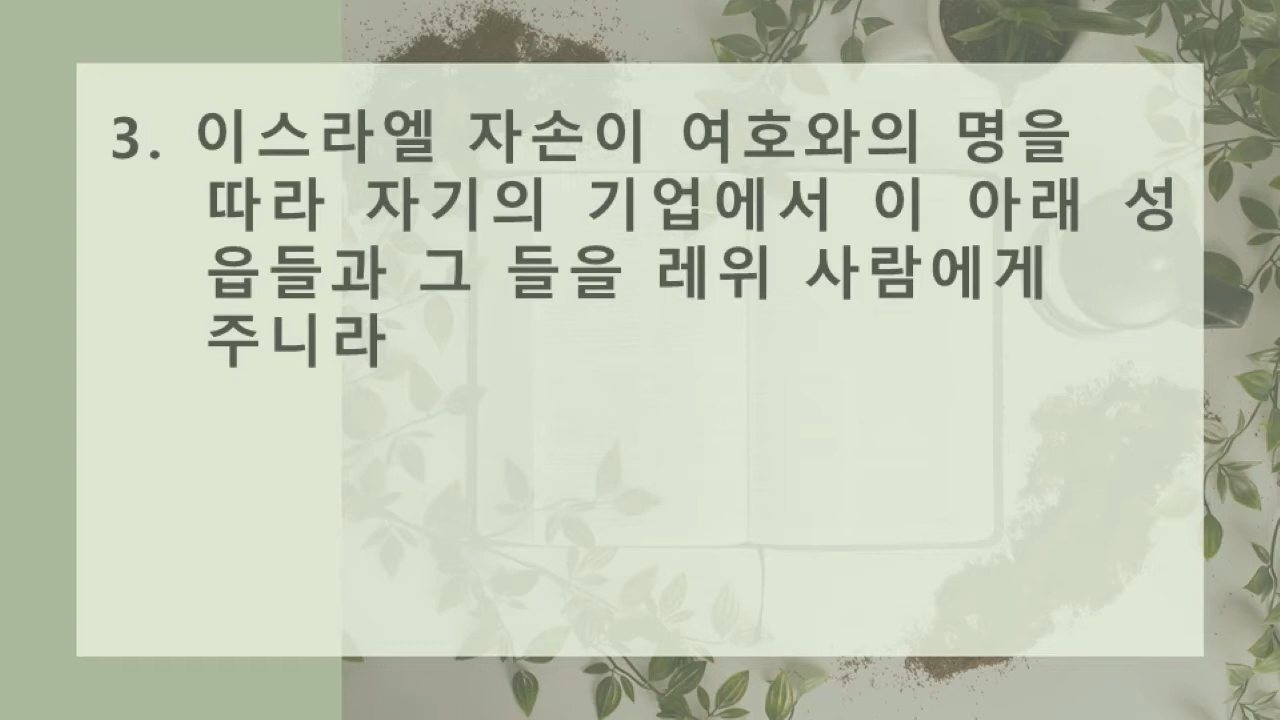 3. 이스라엘 자손이 여호와의 명을
따라 자기의 기업에서 이 아래 성
읍들과 그 들을 레위 사람에게
주니라